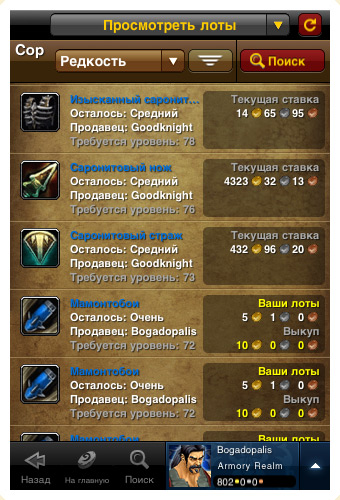 Просмотреть лоты
Сор
Редкость
Поиск
Изысканный саронит...
Осталось: Средний
Продавец: Goodknight
Требуется уровень: 78
Текущая ставка
14 65 95
Саронитовый нож
Осталось: Средний
Продавец: Goodknight
Требуется уровень: 76
Текущая ставка
4323 32 13
Саронитовый страж
Осталось: Средний
Продавец: Goodknight
Требуется уровень: 73
Текущая ставка
432 96 20
Мамонтобои
Осталось: Очень
Продавец: Bogadopalis
Требуется уровень: 72
Ваши лоты
5 1 0
Выкуп
10 0 0
Мамонтобои
Осталось: Очень
Продавец: Bogadopalis
Требуется уровень: 72
Ваши лоты
5 1 0
Выкуп
10 0 0
Мамонтобои
Ваши лоты
Назад
На главную
Поиск
Bogadopalis
Armory Realm
802 0 0